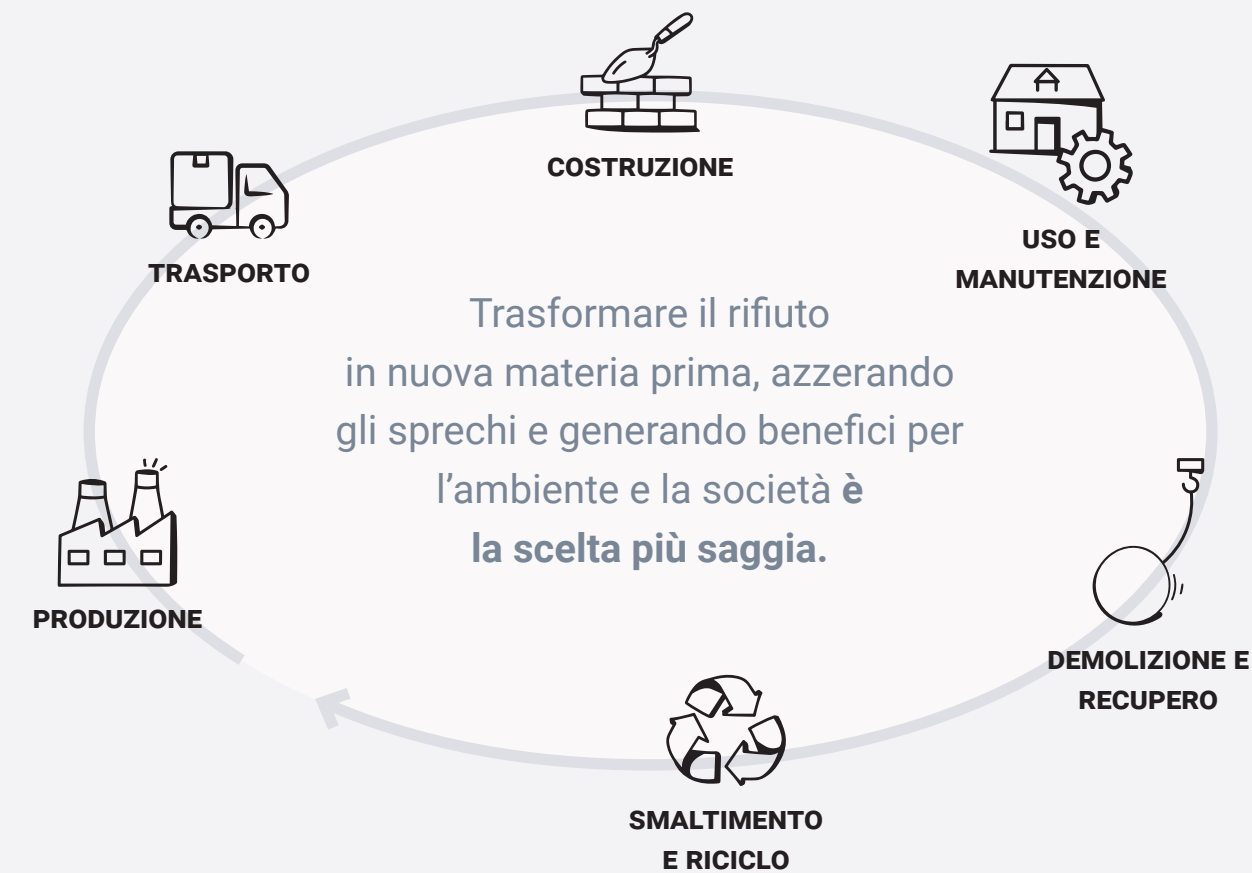 COSTRUZIONE
USO E
MANUTENZIONE
TRASPORTO
Trasformare il rifiuto
in nuova materia prima, azzerando
gli sprechi e generando benefici per
l’ambiente e la società è
la scelta più saggia.
PRODUZIONE
DEMOLIZIONE E
RECUPERO
SMALTIMENTO
E RICICLO